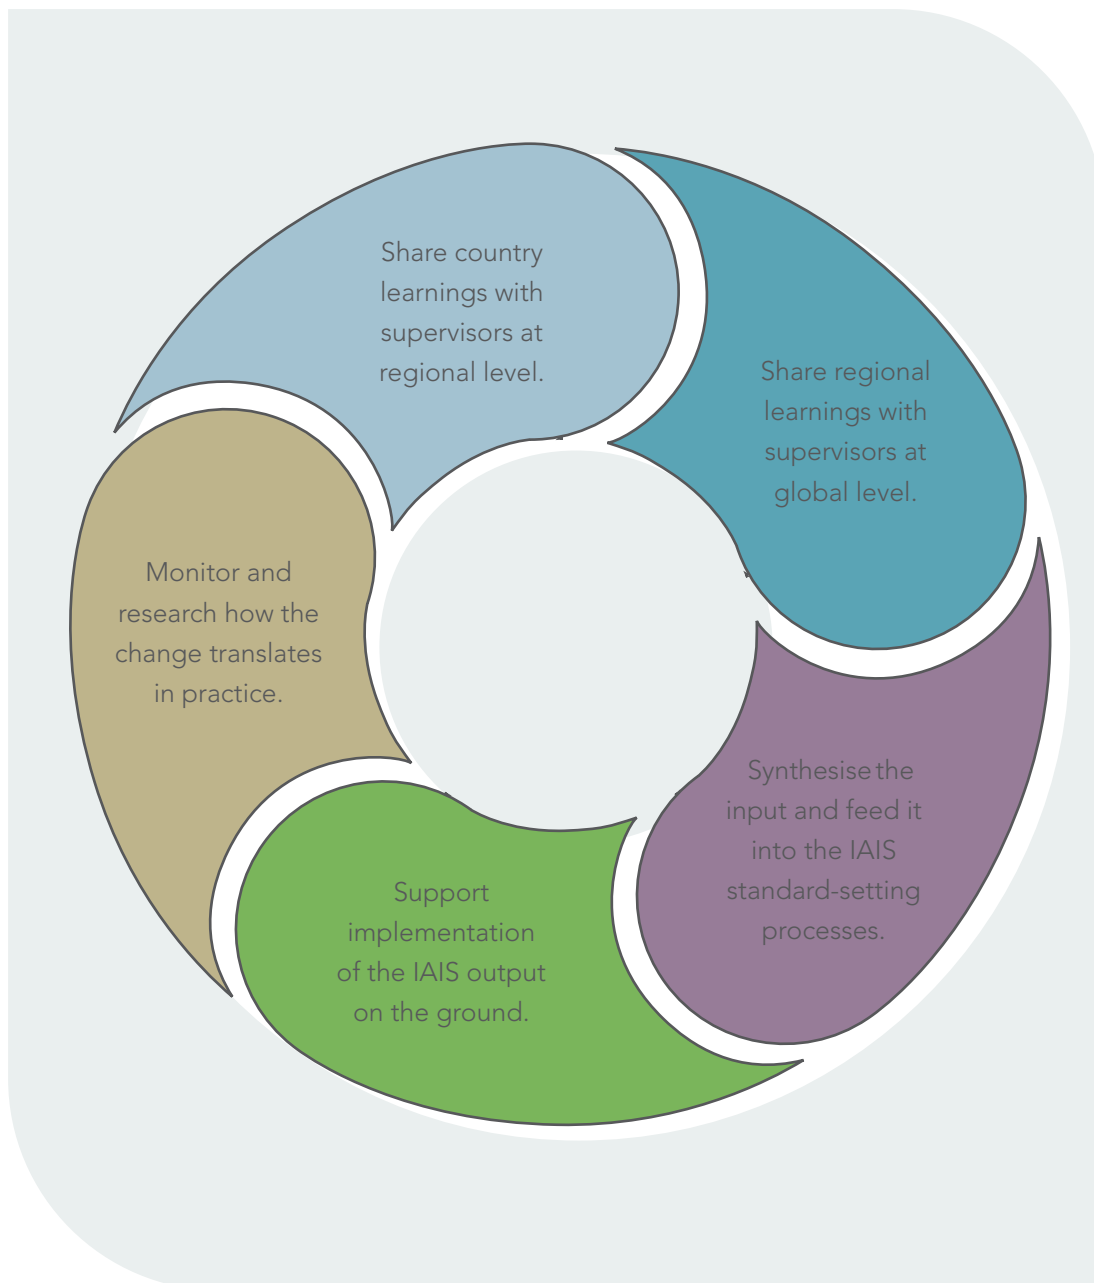 Share country
learnings with
supervisors at
regional level.
Share regional
learnings with
supervisors at
global level.
Synthesise the
input and feed it
into the IAIS
standard-setting
processes.
Support
implementation
of the IAIS output
on the ground.
Monitor and
research how the
change translates
in practice.